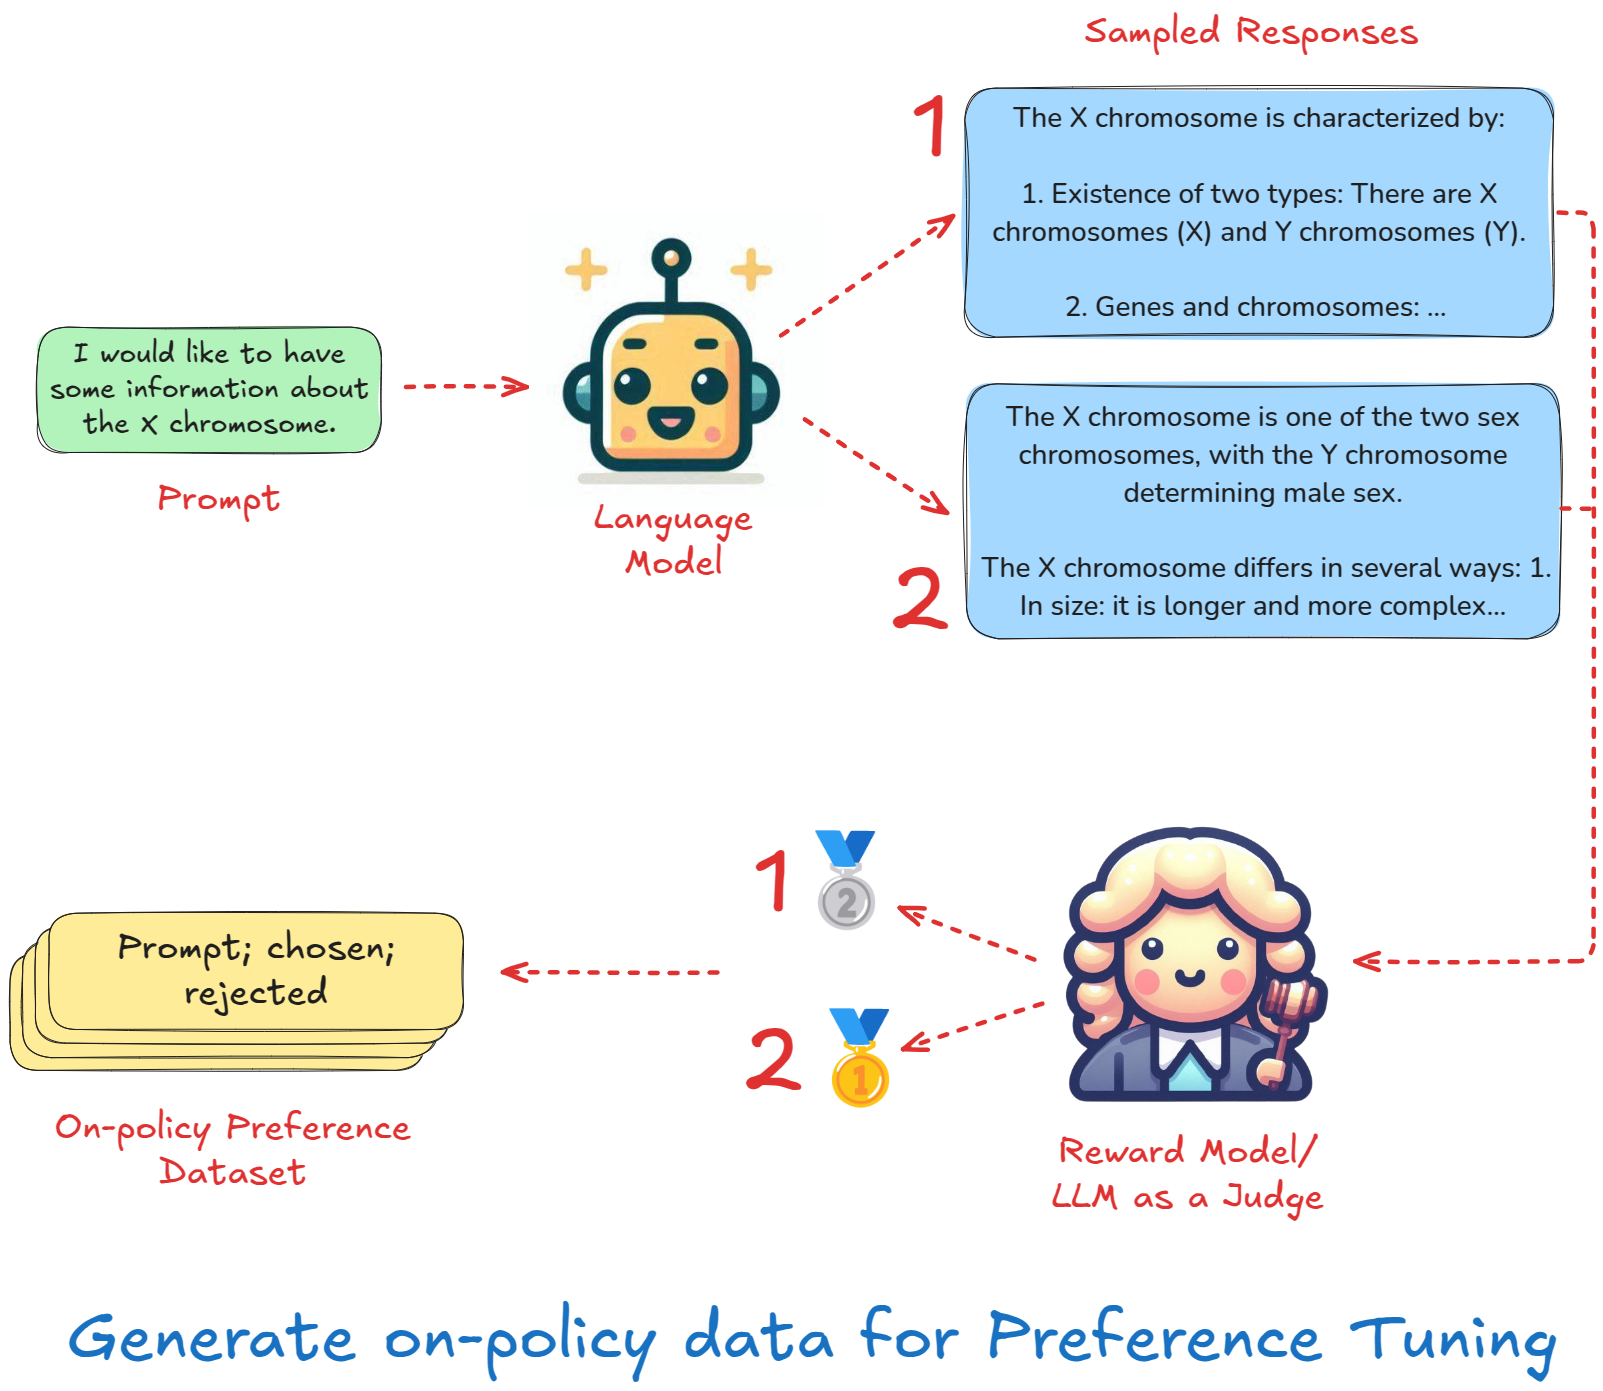 Sampled Responses
1
The X chromosome is characterized by:
1. Existence of two types: There are X
chromosomes (X) and Y chromosomes (Y).
2. Genes and chromosomes: ...
I would like to have
some information about
the X chromosome.
Prompt
Language
Model
2
The X chromosome is one of the two sex
chromosomes, with the Y chromosome
determining male sex.
The X chromosome differs in several ways: 1.
In size: it is longer and more complex...
1
2
2
1
Reward Model/
LLM as a Judge
Prompt; chosen;
rejected
On-policy Preference
Dataset
Generate on-policy data for Preference Tuning